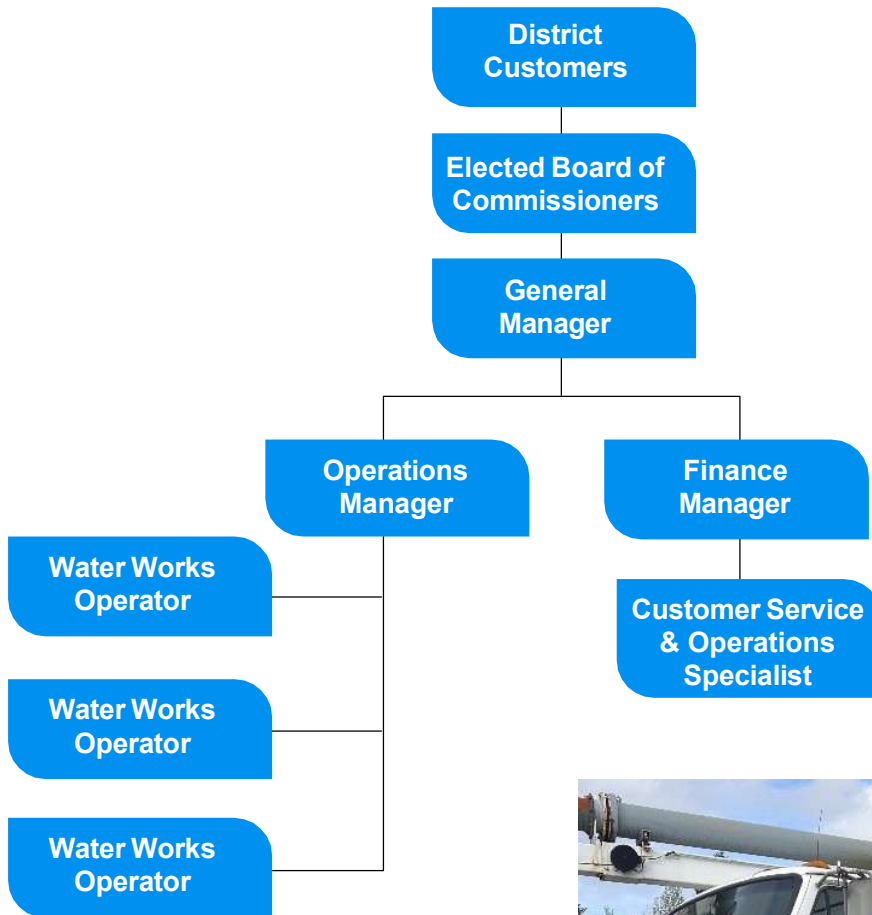 District
Customers
Elected Board of
Commissioners
General
Manager
Operations
Manager
Finance
Manager
Water Works
Operator
Customer Service
& Operations
Specialist
Water Works
Operator
Water Works
Operator